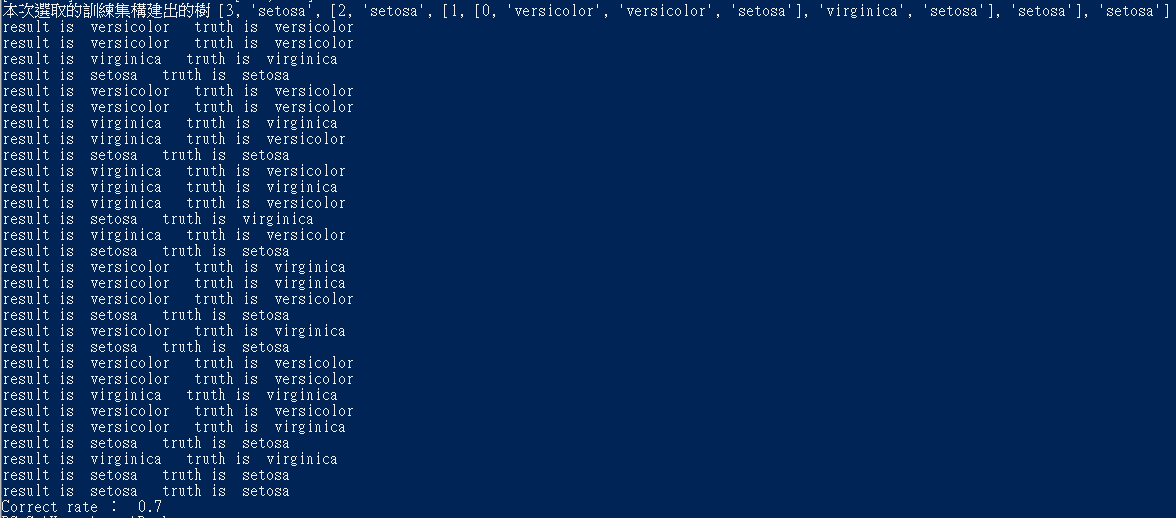 本次選取的訓練集構建出的樹 [3, 'setosa', [2, 'setosa', [1, [0, 'versicolor', 'versicolor', 'setosa'], 'virginica', 'setosa'], 'setosa'], 'setosa']
result is  versicolor   truth is  versicolor
result is  versicolor   truth is  versicolor
result is  virginica   truth is  virginica
result is  setosa   truth is  setosa
result is  versicolor   truth is  versicolor
result is  versicolor   truth is  versicolor
result is  virginica   truth is  virginica
result is  virginica   truth is  versicolor
result is  setosa   truth is  setosa
result is  virginica   truth is  versicolor
result is  virginica   truth is  virginica
result is  virginica   truth is  versicolor
result is  setosa   truth is  virginica
result is  virginica   truth is  versicolor
result is  setosa   truth is  setosa
result is  versicolor   truth is  virginica
result is  versicolor   truth is  virginica
result is  versicolor   truth is  versicolor
result is  setosa   truth is  setosa
result is  versicolor   truth is  virginica
result is  setosa   truth is  setosa
result is  versicolor   truth is  versicolor
result is  versicolor   truth is  versicolor
result is  virginica   truth is  virginica
result is  versicolor   truth is  versicolor
result is  versicolor   truth is  virginica
result is  setosa   truth is  setosa
result is  virginica   truth is  virginica
result is  setosa   truth is  setosa
result is  setosa   truth is  setosa
Correct rate :  0.7